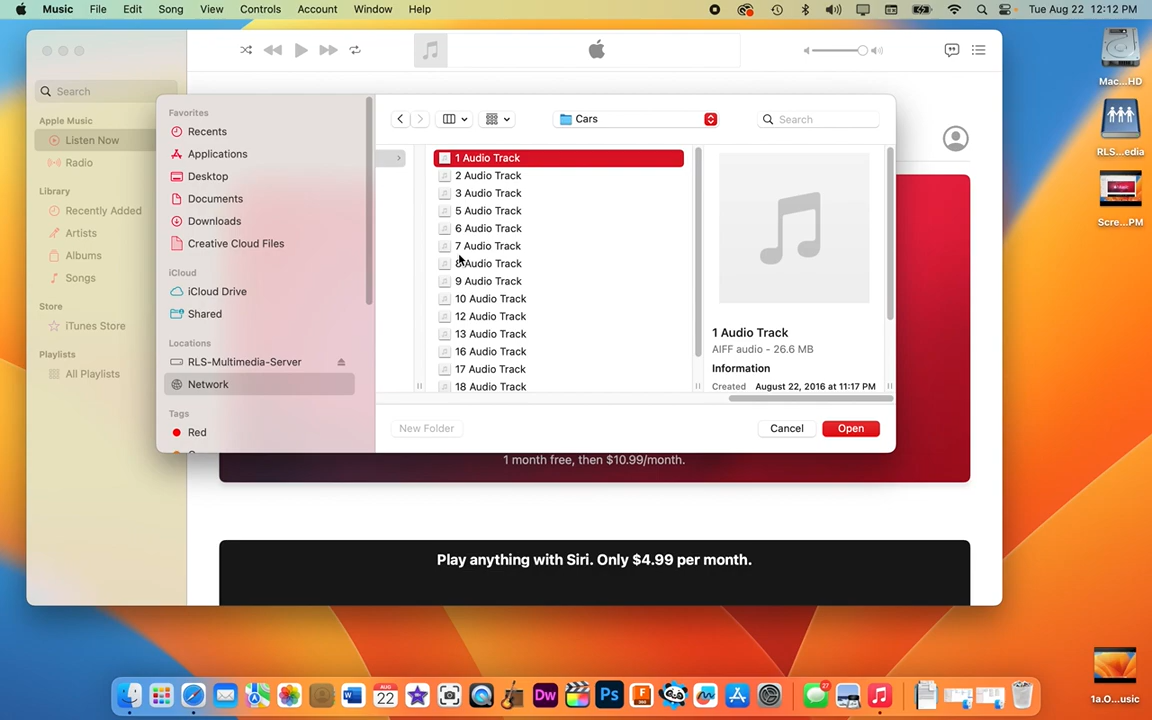 Music File Edit Song View Controls Account Window Help
Tue Aug 22 12:12 PM
Search
Apple Music
Listen Now
Radio
Library
Recently Added
Artists
Albums
Songs
Store
iTunes Store
Playlists
All Playlists
Favorites
Recents
Applications
Desktop
Documents
Downloads
Creative Cloud Files
iCloud
iCloud Drive
Shared
Locations
RLS-Multimedia-Server
Network
Tags
Red
Cars
Search
1 Audio Track
2 Audio Track
3 Audio Track
5 Audio Track
6 Audio Track
7 Audio Track
8 Audio Track
9 Audio Track
10 Audio Track
12 Audio Track
13 Audio Track
16 Audio Track
17 Audio Track
18 Audio Track
1 Audio Track
AIFF audio - 26.6 MB
Information
Created August 22, 2016 at 11:17 PM
New Folder
Cancel
Open
1 month free, then $10.99/month.
Play anything with Siri. Only $4.99 per month.
Mac...HD
RLS...edia
Scre...PM
1a.O...usic
AUG
22
W
Dw
Ps
F
27